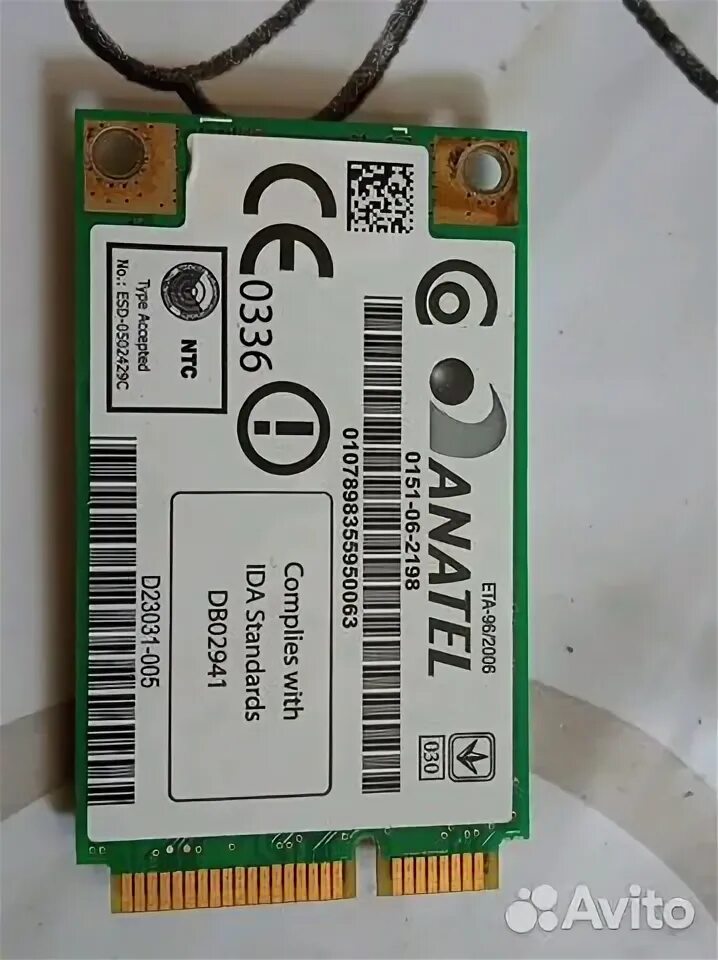 CE 0336
NTC
Type Accepted
No.: ESD-0502429C
ANATEL
0151-06-2198
0107898355950063
ETA-96/2006
030
Complies with
IDA Standards
DB02941
D23031-005
Avito